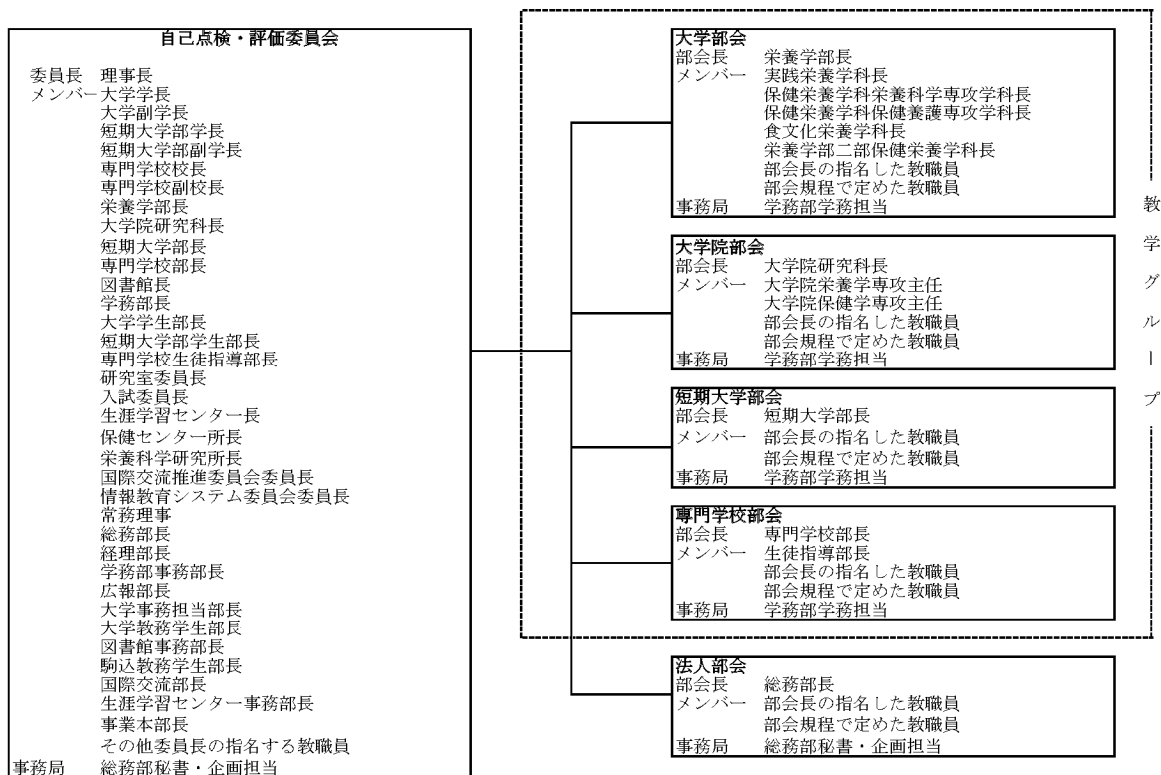 自己点検・評価委員会
委員長 理事長
メンバー 大学学長
大学副学長
短期大学部学長
短期大学部副学長
専門学校校長
専門学校副校長
栄養学部長
大学院研究科長
短期大学部長
専門学校部長
図書館長
学務部長
大学学生部長
短期大学部学生部長
専門学校生徒指導部長
研究室委員長
入試委員長
生涯学習センター長
保健センター所長
栄養科学研究所長
国際交流推進委員会委員長
情報教育システム委員会委員長
常務理事
総務部長
経理部長
学務部事務部長
広報部長
大学事務担当部長
大学教務学生部長
図書館事務部長
駒込教務学生部長
国際交流部長
生涯学習センター事務部長
事業本部長
その他委員長の指名する教職員
事務局 総務部秘書・企画担当
大学部会
部会長 栄養学部長
メンバー 実践栄養学科長
保健栄養学科栄養科学専攻学科長
保健栄養学科保健養護専攻学科長
食文化栄養学科長
栄養学部二部保健栄養学科長
部会長の指名した教職員
部会規程で定めた教職員
事務局 学務部学務担当
大学院部会
部会長 大学院研究科長
メンバー 大学院栄養学専攻主任
大学院保健学専攻主任
部会長の指名した教職員
部会規程で定めた教職員
事務局 学務部学務担当
短期大学部会
部会長 短期大学部長
メンバー 部会長の指名した教職員
部会規程で定めた教職員
事務局 学務部学務担当
専門学校部会
部会長 専門学校部長
メンバー 生徒指導部長
部会長の指名した教職員
部会規程で定めた教職員
事務局 学務部学務担当
法人部会
部会長 総務部長
メンバー 部会長の指名した教職員
部会規程で定めた教職員
事務局 総務部秘書・企画担当
教学グループ